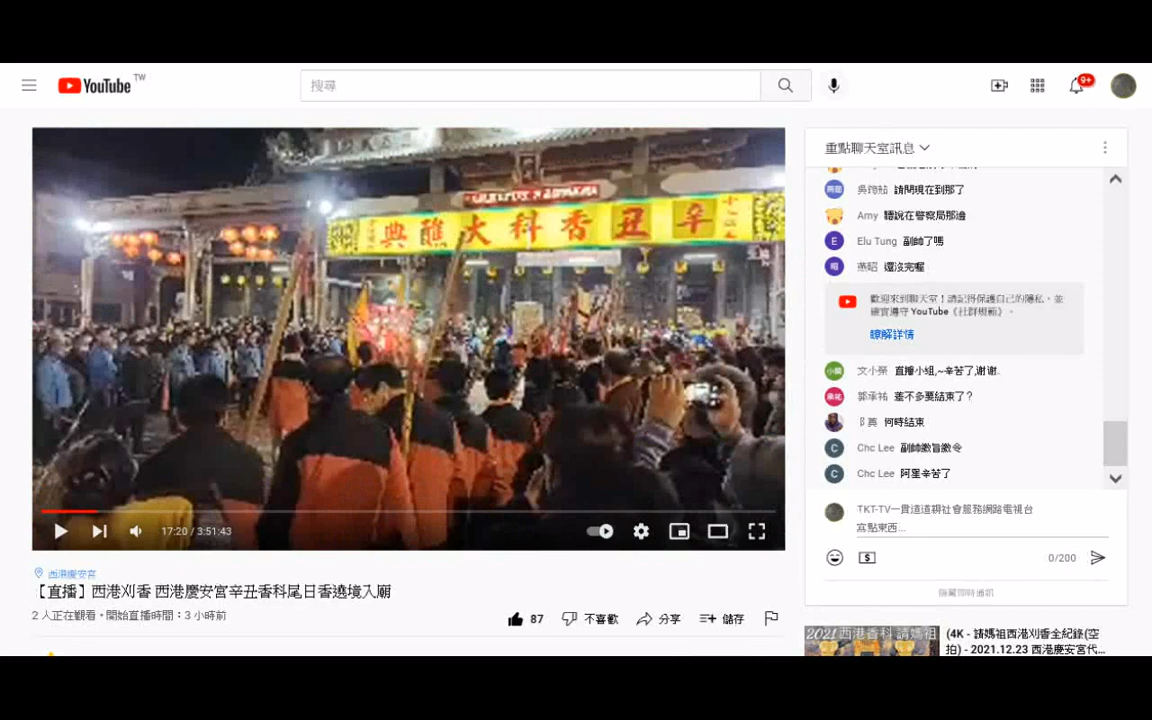 YouTube TW
搜尋
9+
典醮大科香丑辛
17:20 / 3:51:43
西港慶安宮
【直播】西港刈香 西港慶安宮辛丑香科尾日香遶境入廟
2 人正在觀看・開始直播時間：3 小時前
87 不喜歡 分享 儲存
重點聊天室訊息
請問現在到那了
Amy 聽說在警察局那邊
E Elu Tung 副帥了嗎
還沒完喔
歡迎來到聊天室！請記得保護自己的隱私，並
確實遵守 YouTube《社群規範》。
瞭解詳情
文小榮 直播小組,~辛苦了,謝謝.
郭承祐 差不多要結束了?
何時結束
C Chc Lee 副帥繳旨繳令
C Chc Lee 阿里辛苦了
TKT-TV一貫道道親社會服務網路電視台
寫點東西...
0/200
隱藏即時通訊
2021西港香科 請媽祖
(4K - 請媽祖西港刈香全紀錄(空
拍) - 2021.12.23 西港慶安宮代...